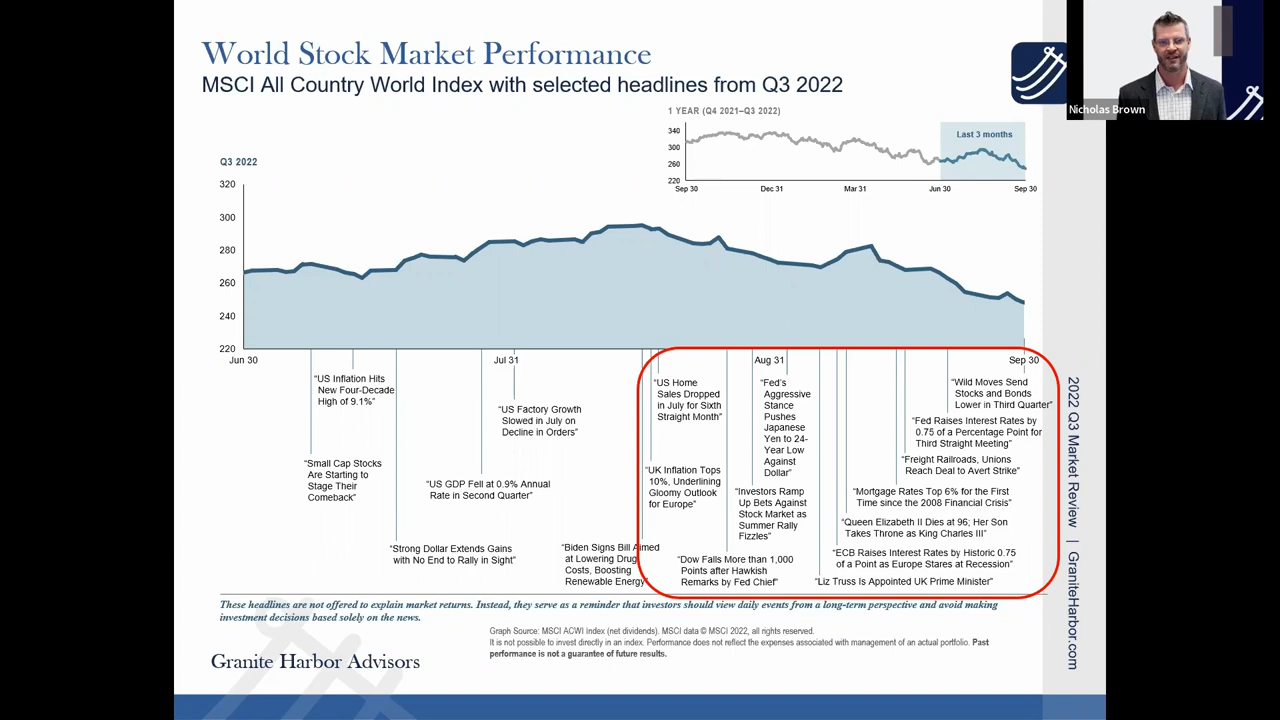 World Stock Market Performance
MSCI All Country World Index with selected headlines from Q3 2022
Nicholas Brown
1 YEAR (Q4 2021–Q3 2022)
340
300
260
220
Last 3 months
Sep 30
Dec 31
Mar 31
Jun 30
Sep 30
Q3 2022
320
300
280
260
240
220
Jun 30
Jul 31
Aug 31
Sep 30
“US Inflation Hits
New Four-Decade
High of 9.1%”
“Small Cap Stocks
Are Starting to
Stage Their
Comeback”
“Strong Dollar Extends Gains
with No End to Rally in Sight”
“US GDP Fell at 0.9% Annual
Rate in Second Quarter”
“US Factory Growth
Slowed in July on
Decline in Orders”
“Biden Signs Bill Aimed
at Lowering Drug
Costs, Boosting
Renewable Energy”
“US Home
Sales Dropped
in July for Sixth
Straight Month”
“UK Inflation Tops
10%, Underlining
Gloomy Outlook
for Europe”
“Dow Falls More than 1,000
Points after Hawkish
Remarks by Fed Chief”
“Fed’s
Aggressive
Stance
Pushes
Japanese
Yen to 24-
Year Low
Against
Dollar”
“Investors Ramp
Up Bets Against
Stock Market as
Summer Rally
Fizzles”
“Wild Moves Send
Stocks and Bonds
Lower in Third Quarter”
“Fed Raises Interest Rates by
0.75 of a Percentage Point for
Third Straight Meeting”
“Freight Railroads, Unions
Reach Deal to Avert Strike”
“Mortgage Rates Top 6% for the First
Time since the 2008 Financial Crisis”
“Queen Elizabeth II Dies at 96; Her Son
Takes Throne as King Charles III”
“ECB Raises Interest Rates by Historic 0.75
of a Point as Europe Stares at Recession”
“Liz Truss Is Appointed UK Prime Minister”
2022 Q3 Market Review | GraniteHarbor.com
These headlines are not offered to explain market returns. Instead, they serve as a reminder that investors should view daily events from a long-term perspective and avoid making
investment decisions based solely on the news.
Graph Source: MSCI ACWI Index (net dividends). MSCI data © MSCI 2022, all rights reserved.
It is not possible to invest directly in an index. Performance does not reflect the expenses associated with management of an actual portfolio. Past
performance is not a guarantee of future results.
Granite Harbor Advisors